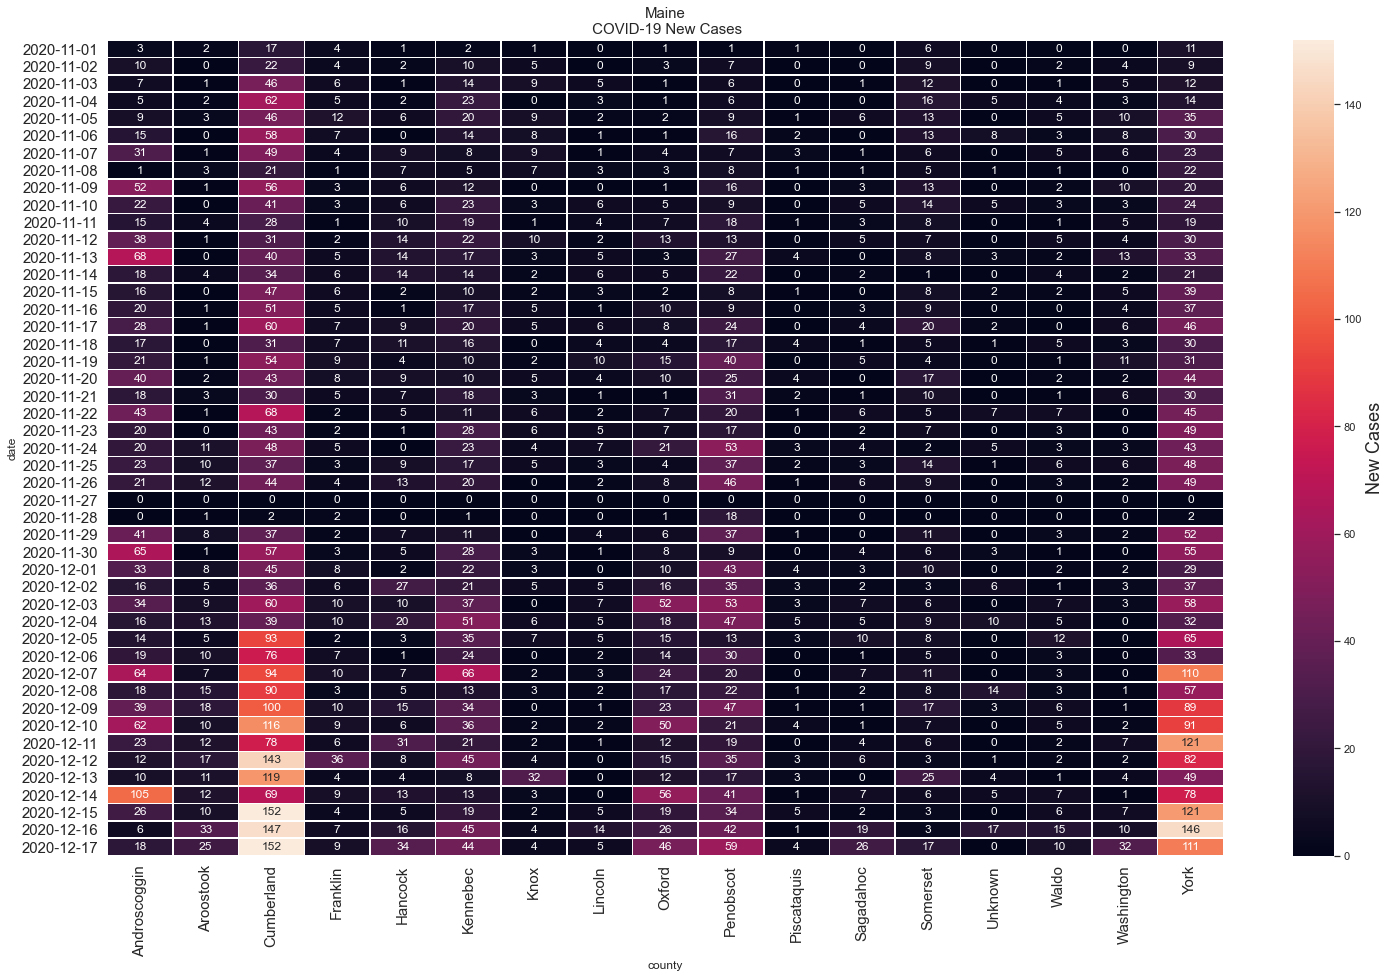 Maine
COVID-19 New Cases
2020-11-01 3 2 17 4 1 2 1 0 1 1 1 0 6 0 0 0 11
2020-11-02 10 0 22 4 2 10 5 0 3 7 0 0 9 0 2 4 9
2020-11-03 7 1 46 6 1 14 9 5 1 6 0 1 12 0 1 5 12
2020-11-04 5 2 62 5 2 23 0 3 1 6 0 0 16 5 4 3 14
2020-11-05 9 3 46 12 6 20 9 2 2 9 1 6 13 0 5 10 35
2020-11-06 15 0 58 7 0 14 8 1 1 16 2 0 13 8 3 8 30
2020-11-07 31 1 49 4 9 8 9 1 4 7 3 1 6 0 5 6 23
2020-11-08 1 3 21 1 7 5 7 3 3 8 1 1 5 1 1 0 22
2020-11-09 52 1 56 3 6 12 0 0 1 16 0 3 13 0 2 10 20
2020-11-10 22 0 41 3 6 23 3 6 5 9 0 5 14 5 3 3 24
2020-11-11 15 4 28 1 10 19 1 4 7 18 1 3 8 0 1 5 19
2020-11-12 38 1 31 2 14 22 10 2 13 13 0 5 7 0 5 4 30
2020-11-13 68 0 40 5 14 17 3 5 3 27 4 0 8 3 2 13 33
2020-11-14 18 4 34 6 14 14 2 6 5 22 0 2 1 0 4 2 21
2020-11-15 16 0 47 6 2 10 2 3 2 8 1 0 8 2 2 5 39
2020-11-16 20 1 51 5 1 17 5 1 10 9 0 3 9 0 0 4 37
2020-11-17 28 1 60 7 9 20 5 6 8 24 0 4 20 2 0 6 46
2020-11-18 17 0 31 7 11 16 0 4 4 17 4 1 5 1 5 3 30
2020-11-19 21 1 54 9 4 10 2 10 15 40 0 5 4 0 1 11 31
2020-11-20 40 2 43 8 9 10 5 4 10 25 4 0 17 0 2 2 44
2020-11-21 18 3 30 5 7 18 3 1 1 31 2 1 10 0 1 6 30
2020-11-22 43 1 68 2 5 11 6 2 7 20 1 6 5 7 7 0 45
2020-11-23 20 0 43 2 1 28 6 5 7 17 0 2 7 0 3 0 49
2020-11-24 20 11 48 5 0 23 4 7 21 53 3 4 2 5 3 3 43
2020-11-25 23 10 37 3 9 17 5 3 4 37 2 3 14 1 6 6 48
2020-11-26 21 12 44 4 13 20 0 2 8 46 1 6 9 0 3 2 49
2020-11-27 0 0 0 0 0 0 0 0 0 0 0 0 0 0 0 0 0
2020-11-28 0 1 2 2 0 1 0 0 1 18 0 0 0 0 0 0 2
2020-11-29 41 8 37 2 7 11 0 4 6 37 1 0 11 0 3 2 52
2020-11-30 65 1 57 3 5 28 3 1 8 9 0 4 6 3 1 0 55
2020-12-01 33 8 45 8 2 22 3 0 10 43 4 3 10 0 2 2 29
2020-12-02 16 5 36 6 27 21 5 5 16 35 3 2 3 6 1 3 37
2020-12-03 34 9 60 10 10 37 0 7 52 53 3 7 6 0 7 3 58
2020-12-04 16 13 39 10 20 51 6 5 18 47 5 5 9 10 5 0 32
2020-12-05 14 5 93 2 3 35 7 5 15 13 3 10 8 0 12 0 65
2020-12-06 19 10 76 7 1 24 0 2 14 30 0 1 5 0 3 0 33
2020-12-07 64 7 94 10 7 66 2 3 24 20 0 7 11 0 3 0 110
2020-12-08 18 15 90 3 5 13 3 2 17 22 1 2 8 14 3 1 57
2020-12-09 39 18 100 10 15 34 0 1 23 47 1 1 17 3 6 1 89
2020-12-10 62 10 116 9 6 36 2 2 50 21 4 1 7 0 5 2 91
2020-12-11 23 12 78 6 31 21 2 1 12 19 0 4 6 0 2 7 121
2020-12-12 12 17 143 36 8 45 4 0 15 35 3 6 3 1 2 2 82
2020-12-13 10 11 119 4 4 8 32 0 12 17 3 0 25 4 1 4 49
2020-12-14 105 12 69 9 13 13 3 0 56 41 1 7 6 5 7 1 78
2020-12-15 26 10 152 4 5 19 2 5 19 34 5 2 3 0 6 7 121
2020-12-16 6 33 147 7 16 45 4 14 26 42 1 19 3 17 15 10 146
2020-12-17 18 25 152 9 34 44 4 5 46 59 4 26 17 0 10 32 111
Androscoggin Aroostook Cumberland Franklin Hancock Kennebec Knox Lincoln Oxford Penobscot Piscataquis Sagadahoc Somerset Unknown Waldo Washington York
county
date
140
120
100
80
60
40
20
0
New Cases